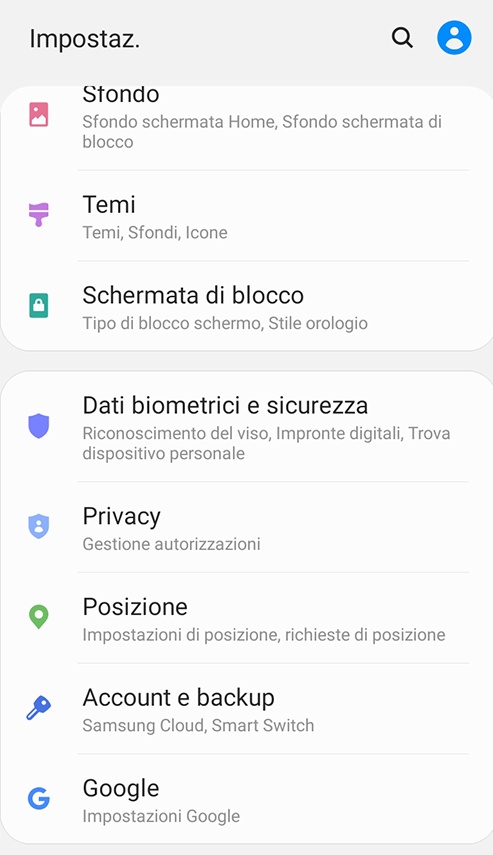 Impostaz.
Sfondo
Sfondo schermata Home, Sfondo schermata di
blocco
Temi
Temi, Sfondi, Icone
Schermata di blocco
Tipo di blocco schermo, Stile orologio
Dati biometrici e sicurezza
Riconoscimento del viso, Impronte digitali, Trova
dispositivo personale
Privacy
Gestione autorizzazioni
Posizione
Impostazioni di posizione, richieste di posizione
Account e backup
Samsung Cloud, Smart Switch
Google
Impostazioni Google